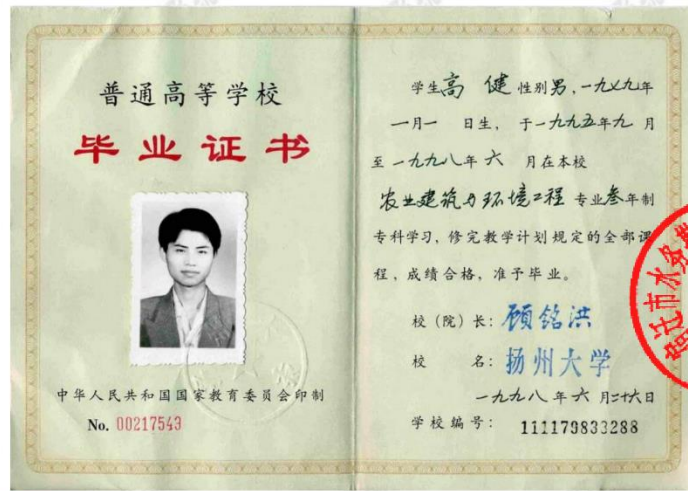 普通高等学校
毕业证书
中华人民共和国国家教育委员会印制
No. 00217543
学生高 健 性别男,一九七九年
一月一 日生, 于一九九五年九 月
至一九九八年六 月在本校
农业建筑与环境工程 专业叁年制
专科学习, 修完教学计划规定的全部课
程, 成绩合格, 准予毕业。
校(院)长: 顾铭洪
校 名: 扬州大学
一九九八年六月二十六日
学校编号: 111179833288
宿迁市水务